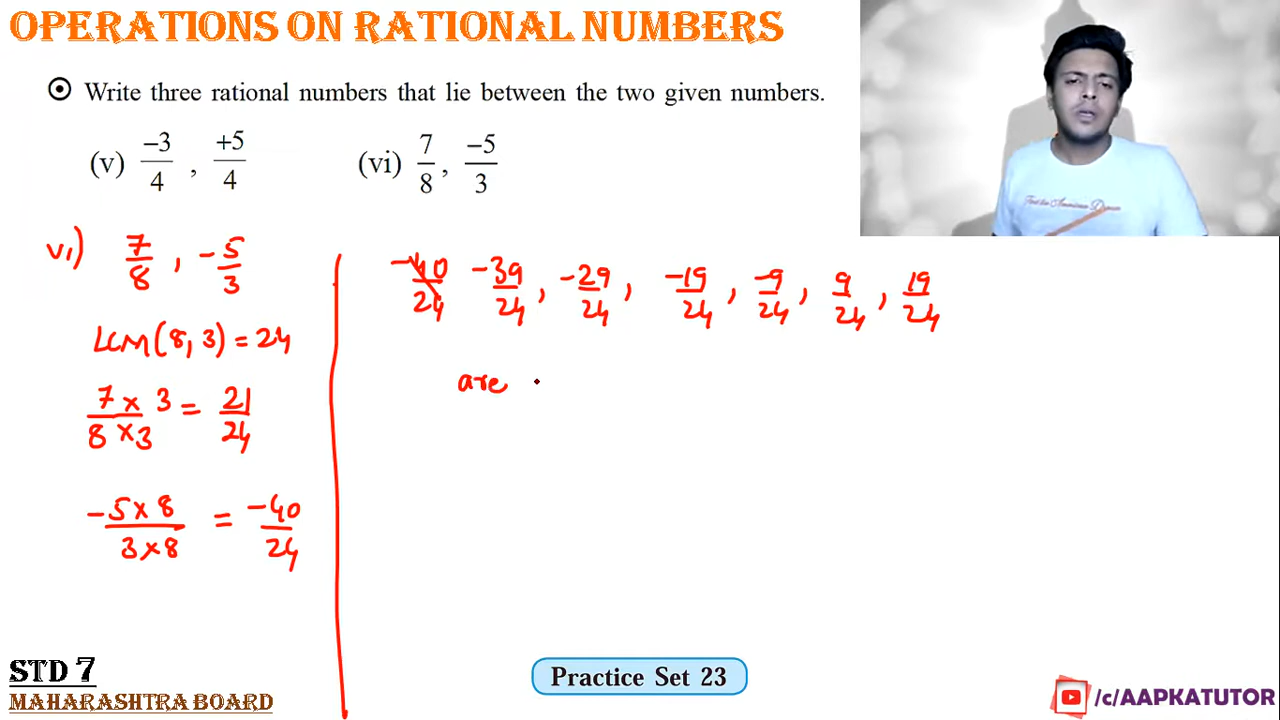 OPERATIONS ON RATIONAL NUMBERS
⊙ Write three rational numbers that lie between the two given numbers.
(v) -3/4 , +5/4 (vi) 7/8 , -5/3
vi) 7/8 , -5/3
LCM(8, 3) = 24
7 × 3 / 8 × 3 = 21/24
-5 × 8 / 3 × 8 = -40/24
-40/24 -39/24 , -29/24 , -19/24 , -9/24 , 9/24 , 19/24
are
STD 7
MAHARASHTRA BOARD
Practice Set 23
/c/AAPKATUTOR